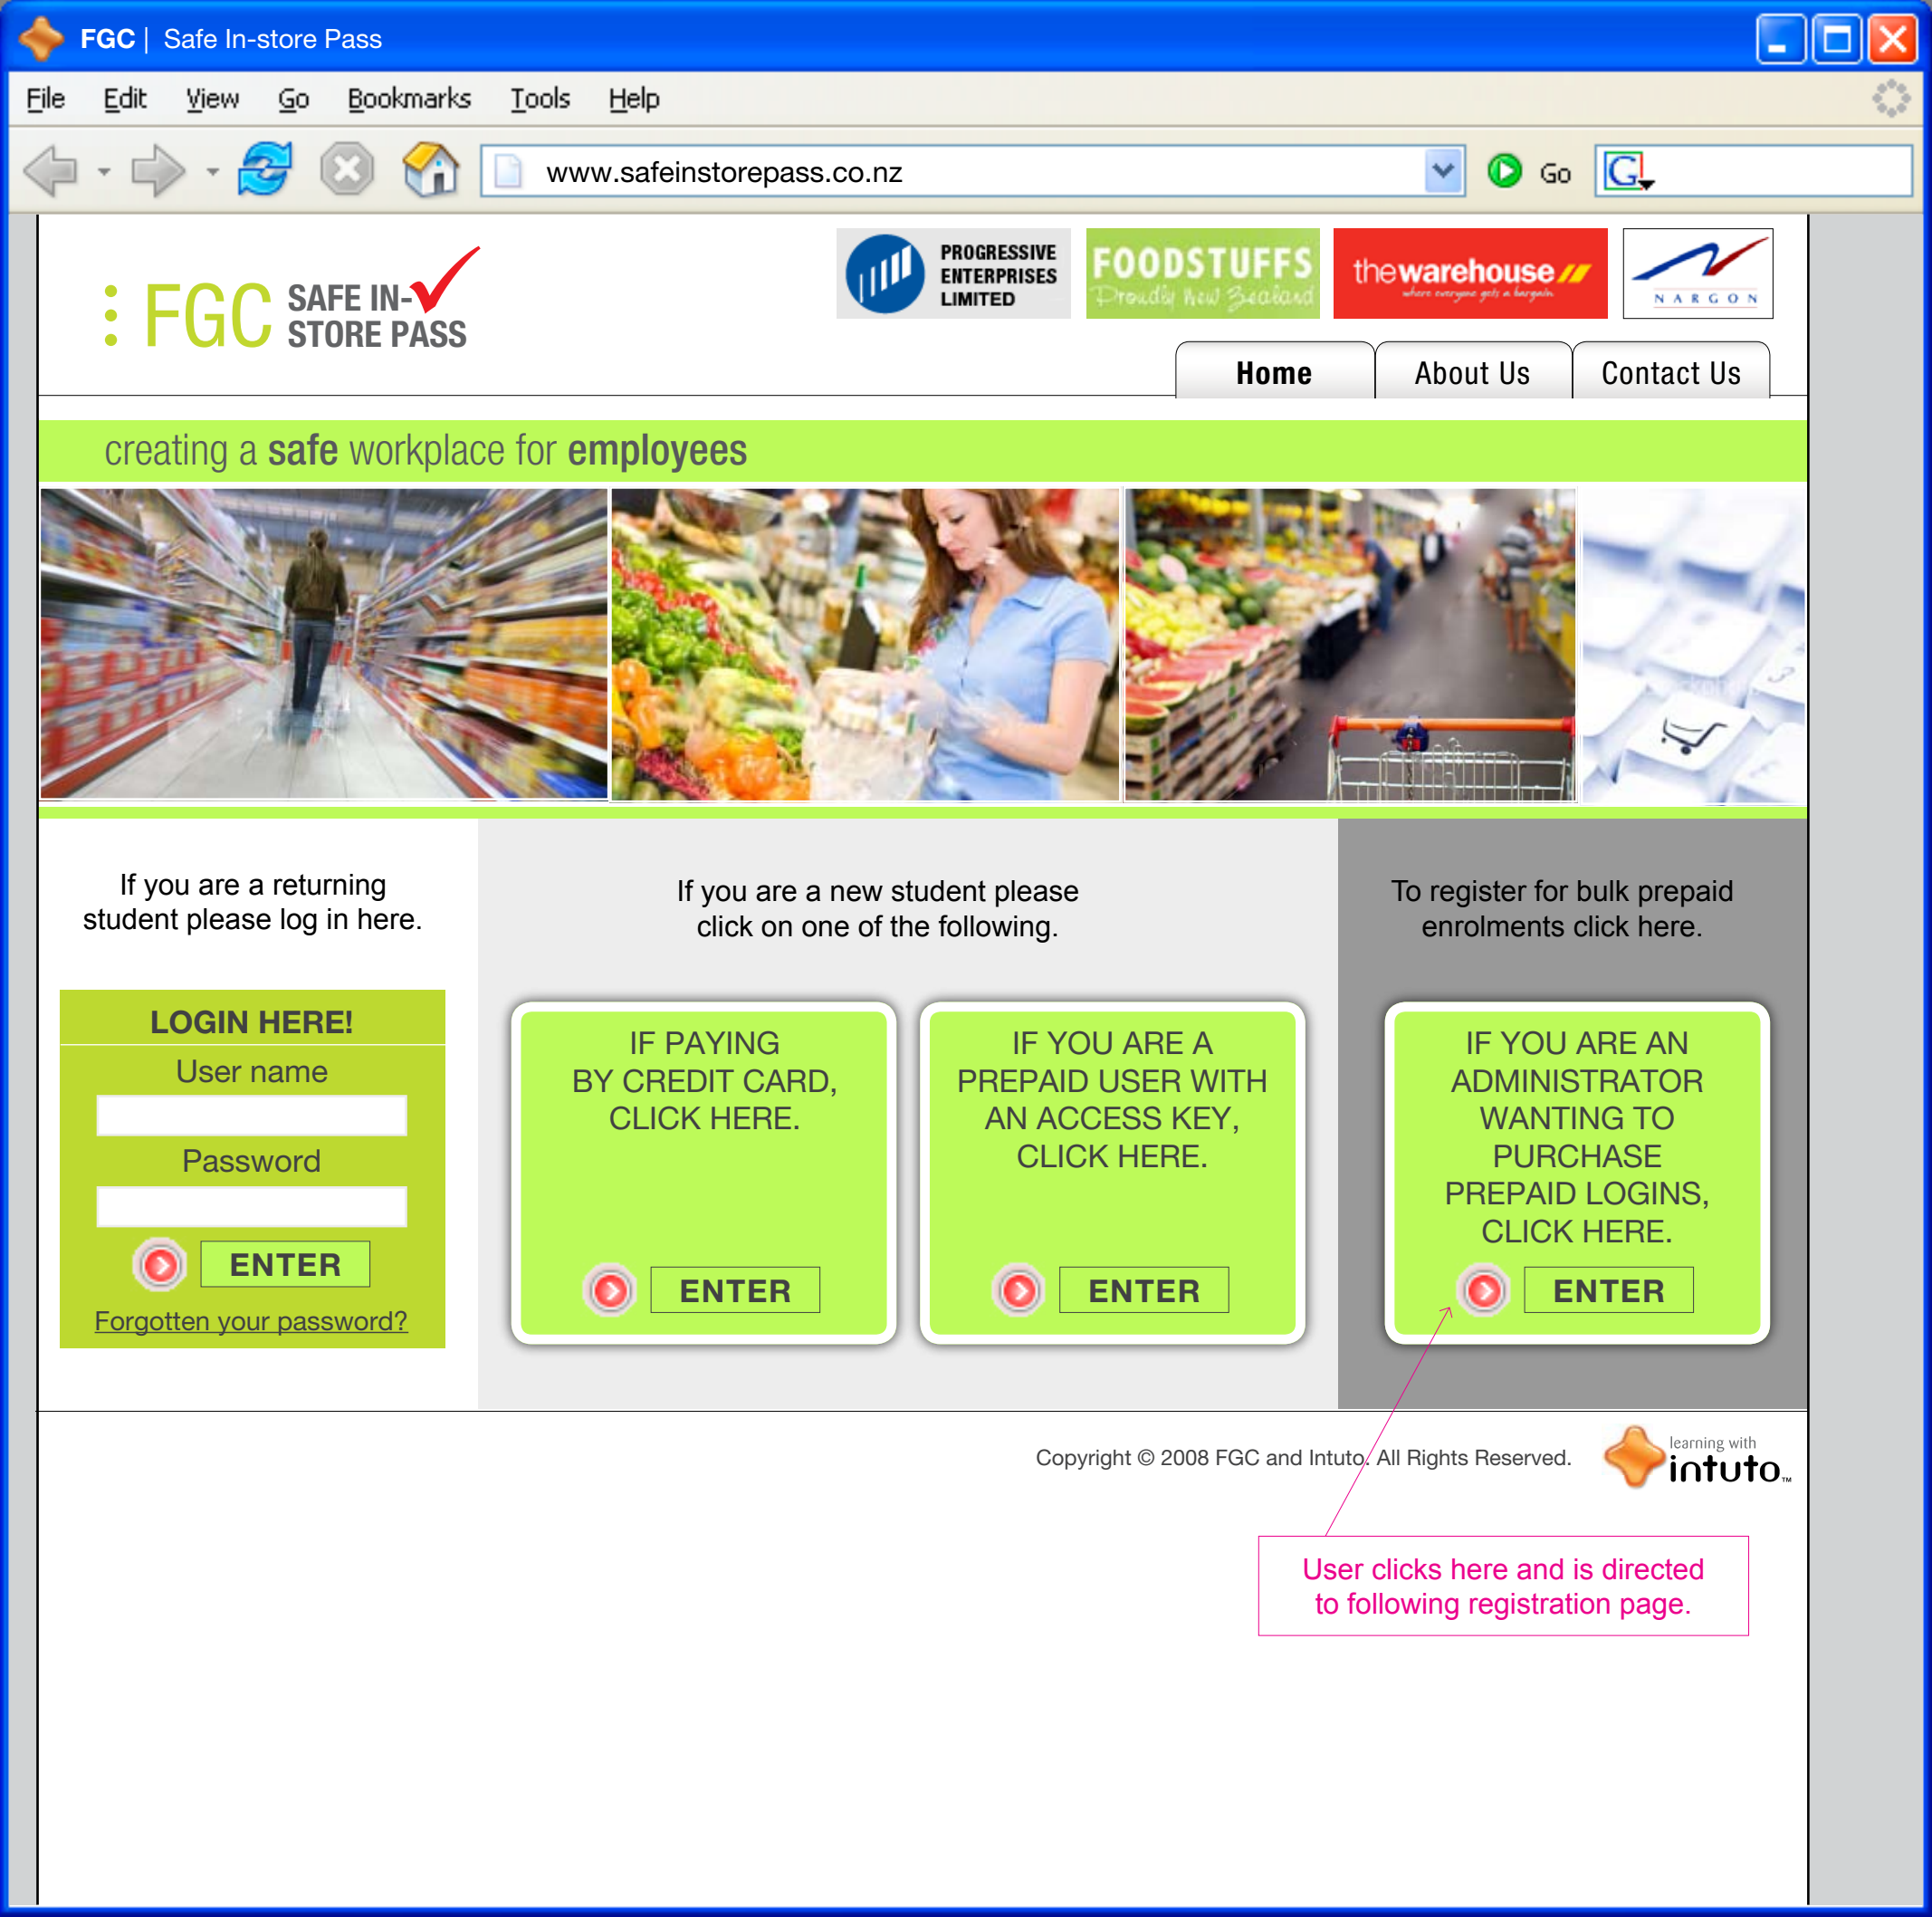 FGC | Safe In-store Pass
File Edit View Go Bookmarks Tools Help
www.safeinstorepass.co.nz
Go
G
FGC SAFE IN-
STORE PASS
PROGRESSIVE
ENTERPRISES
LIMITED
FOODSTUFFS
Proudly New Zealand
thewarehouse
where everyone gets a bargain
NARGON
Home About Us Contact Us
creating a safe workplace for employees
If you are a returning
student please log in here.
LOGIN HERE!
User name
Password
ENTER
Forgotten your password?
If you are a new student please
click on one of the following.
IF PAYING
BY CREDIT CARD,
CLICK HERE.
ENTER
IF YOU ARE A
PREPAID USER WITH
AN ACCESS KEY,
CLICK HERE.
ENTER
To register for bulk prepaid
enrolments click here.
IF YOU ARE AN
ADMINISTRATOR
WANTING TO
PURCHASE
PREPAID LOGINS,
CLICK HERE.
ENTER
Copyright © 2008 FGC and Intuto. All Rights Reserved.
learning with
intuto™
User clicks here and is directed
to following registration page.